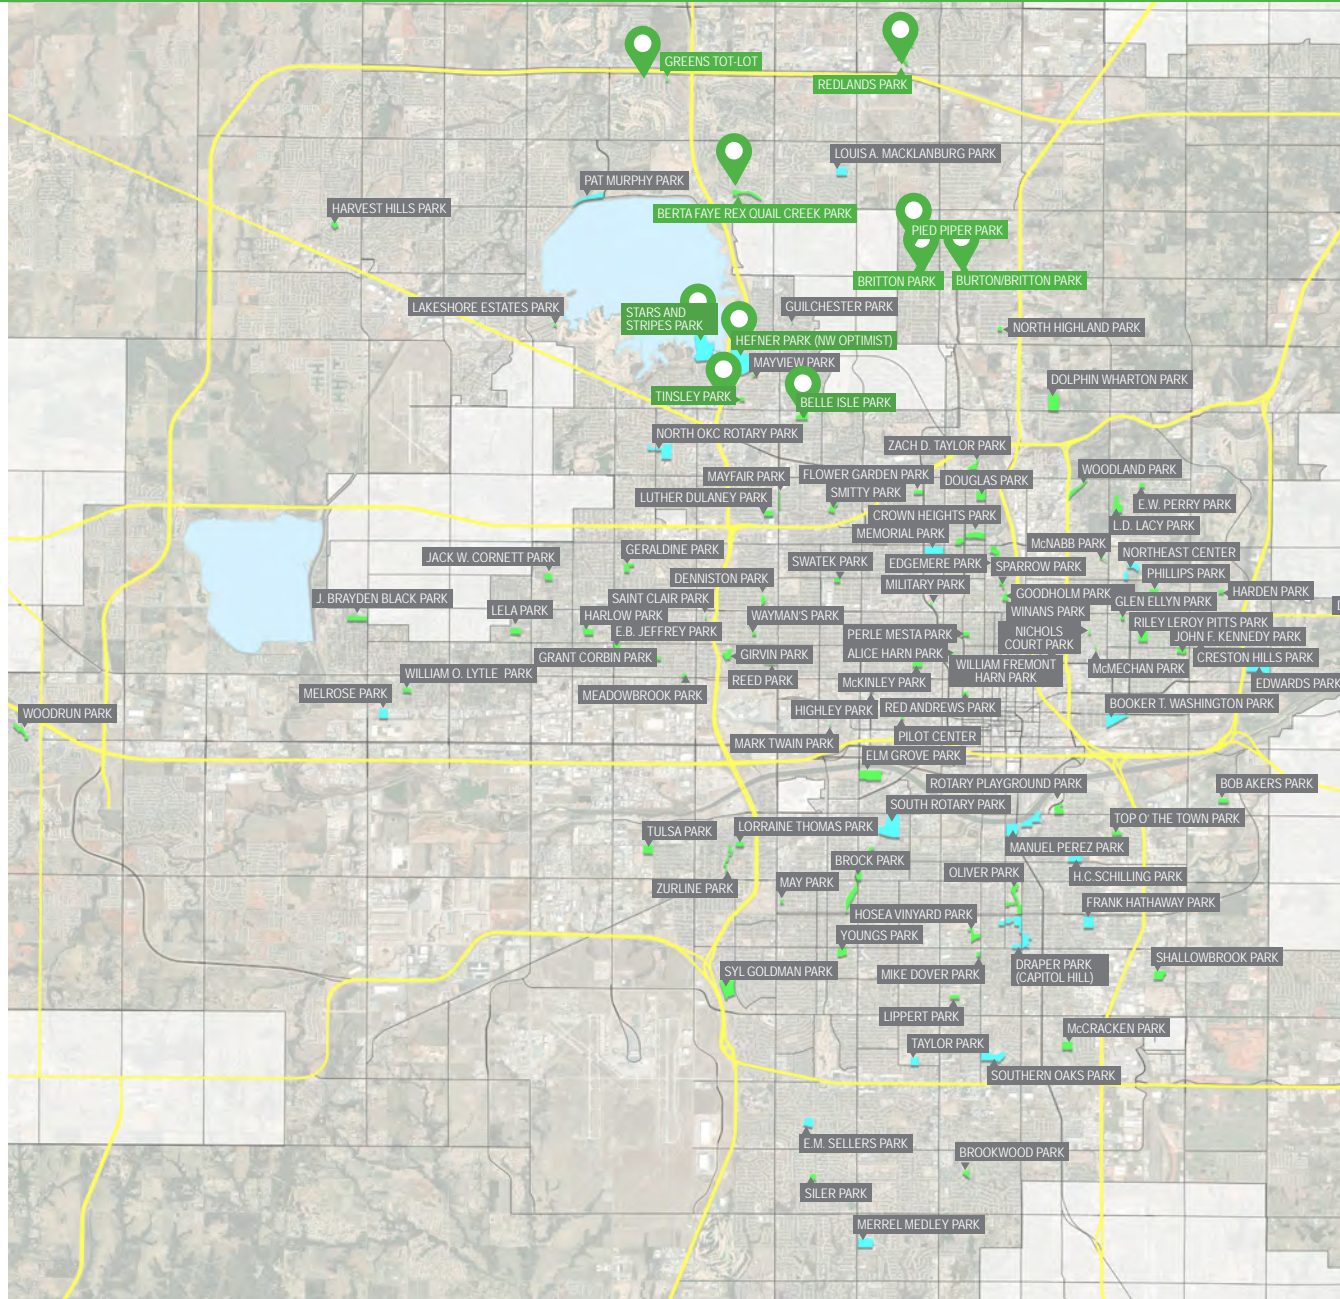 GREENS TOT-LOT
REDLANDS PARK
LOUIS A. MACKLANBURG PARK
PAT MURPHY PARK
HARVEST HILLS PARK
BERTA FAYE REX QUAIL CREEK PARK
PIED PIPER PARK
BRITTON PARK
BURTON/BRITTON PARK
LAKESHORE ESTATES PARK
STARS AND
STRIPES PARK
GUILCHESTER PARK
NORTH HIGHLAND PARK
HEFNER PARK (NW OPTIMIST)
MAYVIEW PARK
DOLPHIN WHARTON PARK
TINSLEY PARK
BELLE ISLE PARK
NORTH OKC ROTARY PARK
ZACH D. TAYLOR PARK
WOODLAND PARK
MAYFAIR PARK
FLOWER GARDEN PARK
DOUGLAS PARK
LUTHER DULANEY PARK
SMITTY PARK
E.W. PERRY PARK
CROWN HEIGHTS PARK
L.D. LACY PARK
MEMORIAL PARK
McNABB PARK
GERALDINE PARK
NORTHEAST CENTER
JACK W. CORNETT PARK
SWATEK PARK
EDGEMERE PARK
SPARROW PARK
PHILLIPS PARK
DENNISTON PARK
MILITARY PARK
GOODHOLM PARK
HARDEN PARK
J. BRAYDEN BLACK PARK
SAINT CLAIR PARK
GLEN ELLYN PARK
LELA PARK
HARLOW PARK
WAYMAN'S PARK
WINANS PARK
RILEY LEROY PITTS PARK
E.B. JEFFREY PARK
PERLE MESTA PARK
NICHOLS
COURT PARK
JOHN F. KENNEDY PARK
GRANT CORBIN PARK
GIRVIN PARK
ALICE HARN PARK
CRESTON HILLS PARK
WILLIAM FREMONT
HARN PARK
McMECHAN PARK
WILLIAM O. LYTLE PARK
REED PARK
McKINLEY PARK
EDWARDS PARK
MELROSE PARK
MEADOWBROOK PARK
BOOKER T. WASHINGTON PARK
WOODRUN PARK
HIGHLEY PARK
RED ANDREWS PARK
MARK TWAIN PARK
PILOT CENTER
ELM GROVE PARK
ROTARY PLAYGROUND PARK
BOB AKERS PARK
SOUTH ROTARY PARK
TOP O' THE TOWN PARK
TULSA PARK
LORRAINE THOMAS PARK
MANUEL PEREZ PARK
BROCK PARK
OLIVER PARK
H.C.SCHILLING PARK
ZURLINE PARK
MAY PARK
FRANK HATHAWAY PARK
HOSEA VINYARD PARK
YOUNGS PARK
SHALLOWBROOK PARK
SYL GOLDMAN PARK
MIKE DOVER PARK
DRAPER PARK
(CAPITOL HILL)
LIPPERT PARK
McCRACKEN PARK
TAYLOR PARK
SOUTHERN OAKS PARK
E.M. SELLERS PARK
BROOKWOOD PARK
SILER PARK
MERREL MEDLEY PARK